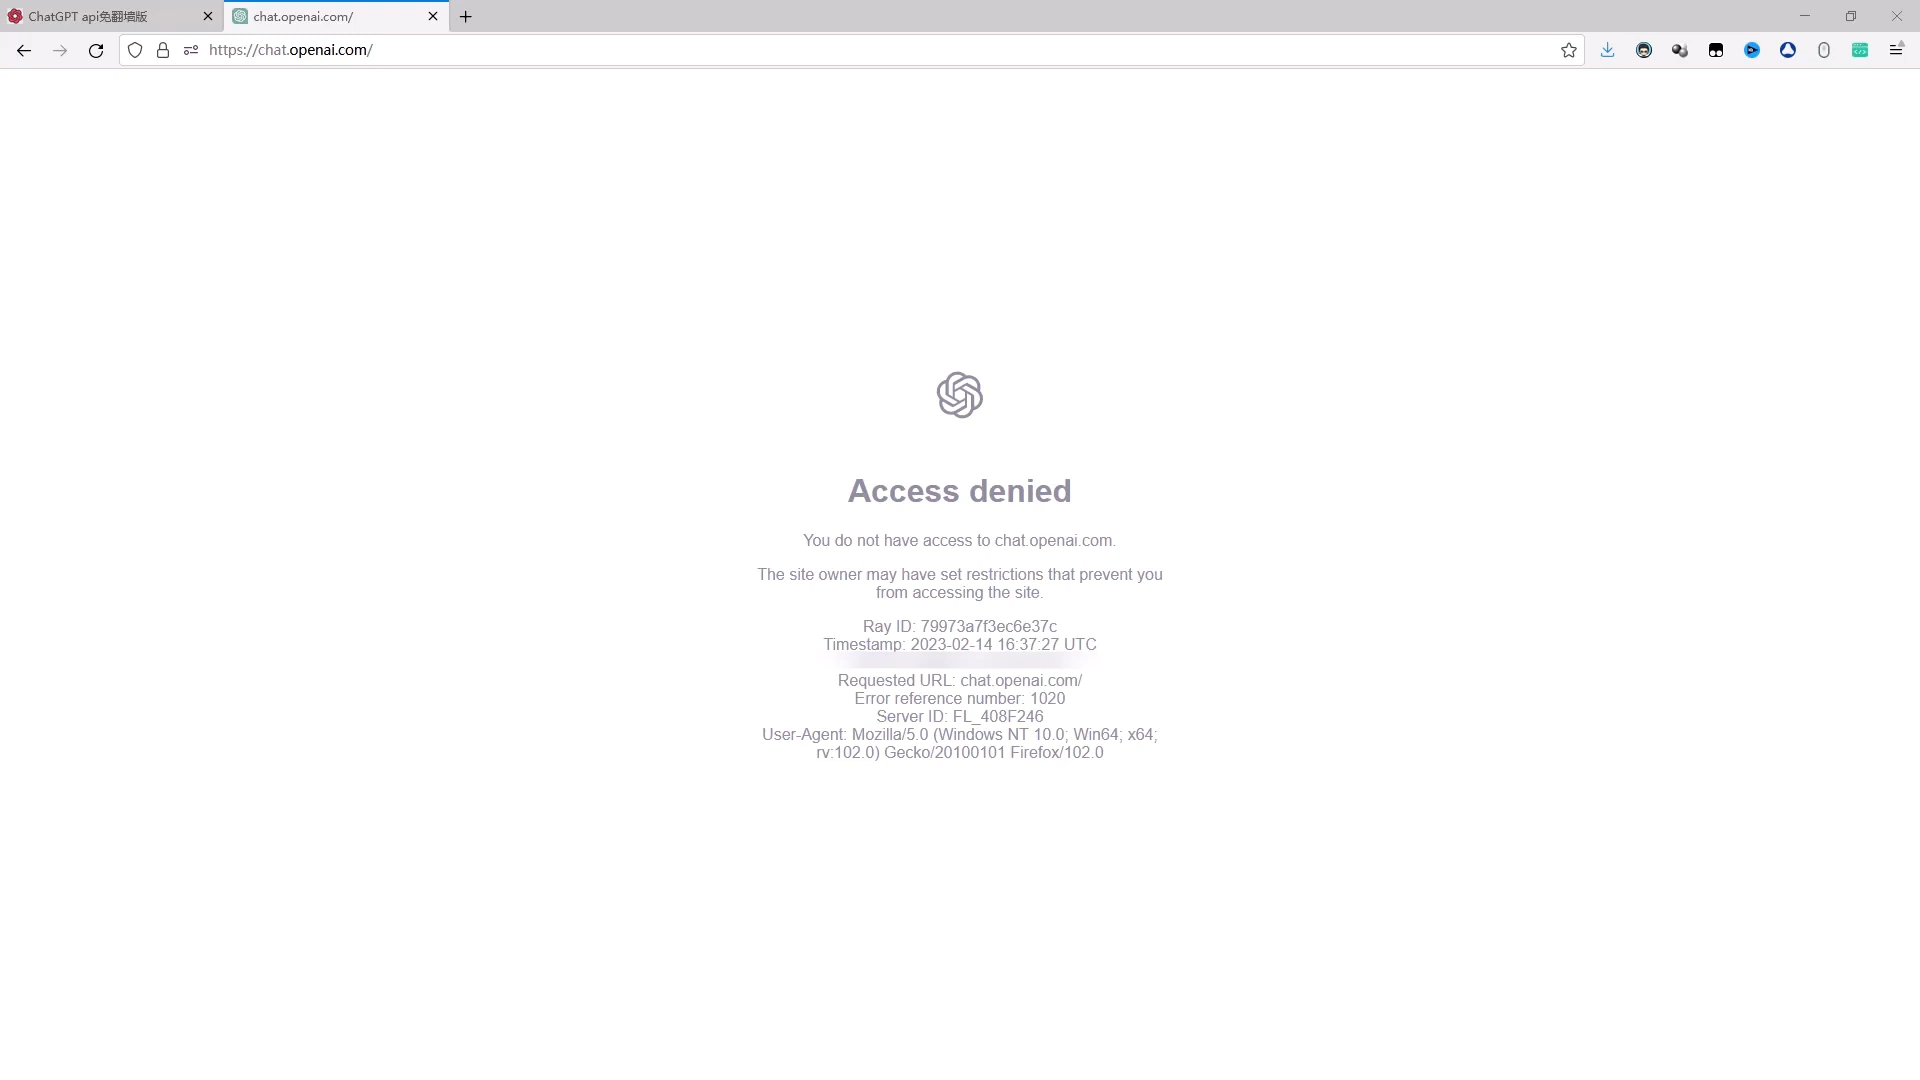 ChatGPT api免翻墙版
chat.openai.com/
https://chat.openai.com/
Access denied
You do not have access to chat.openai.com.
The site owner may have set restrictions that prevent you
from accessing the site.
Ray ID: 79973a7f3ec6e37c
Timestamp: 2023-02-14 16:37:27 UTC
Requested URL: chat.openai.com/
Error reference number: 1020
Server ID: FL_408F246
User-Agent: Mozilla/5.0 (Windows NT 10.0; Win64; x64;
rv:102.0) Gecko/20100101 Firefox/102.0